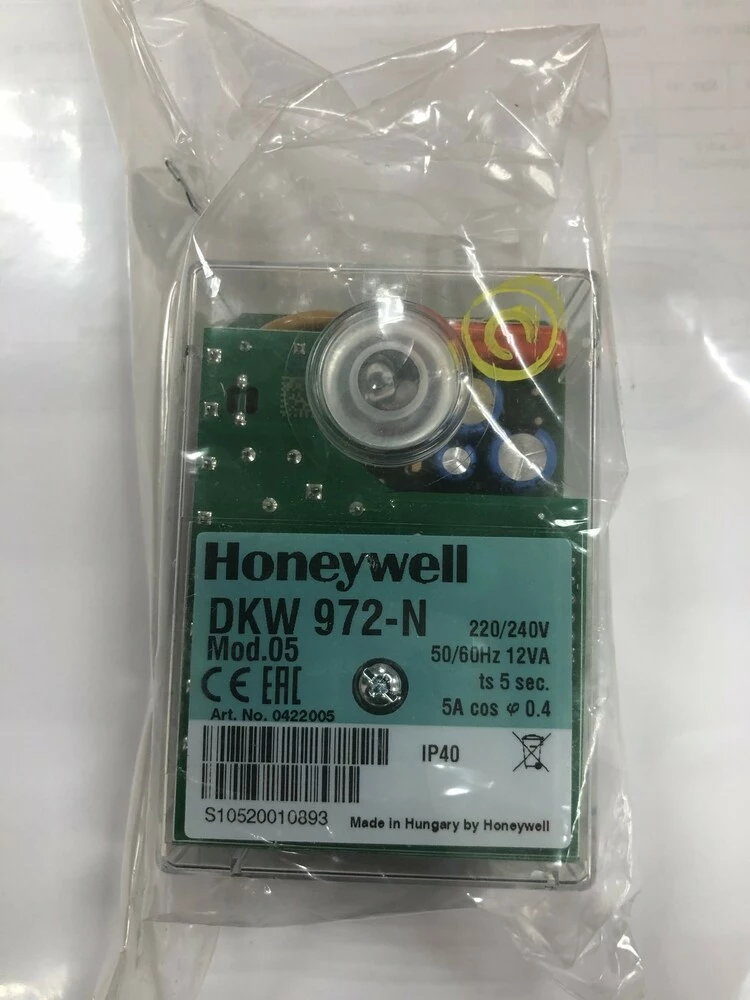 Honeywell
DKW 972-N
Mod.05
220/240V
50/60Hz 12VA
ts 5 sec.
5A cos φ 0.4
CE EAC
Art. No. 0422005
IP40
S10520010893
Made in Hungary by Honeywell